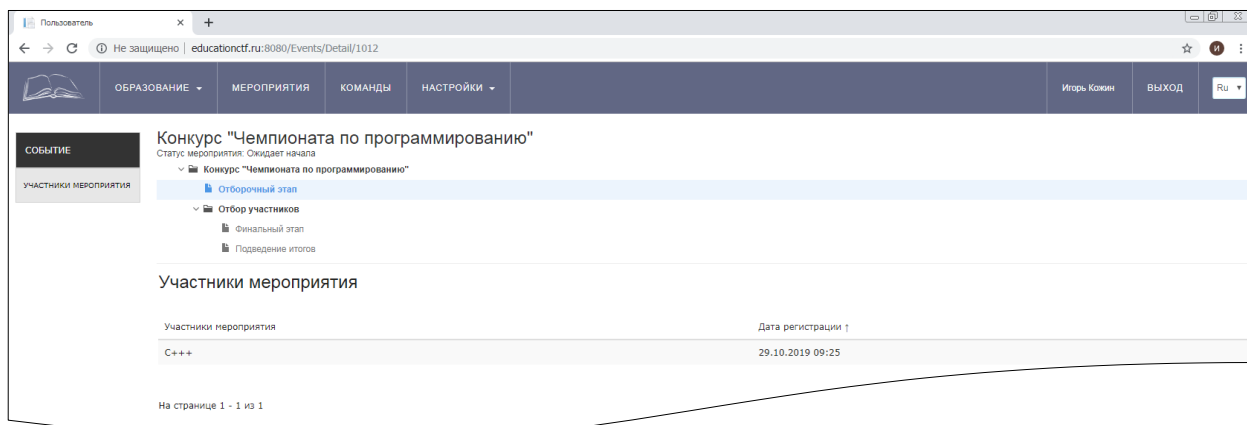 Пользователь
Не защищено | educationctf.ru:8080/Events/Detail/1012
И
ОБРАЗОВАНИЕ
МЕРОПРИЯТИЯ
КОМАНДЫ
НАСТРОЙКИ
Игорь Кожин
ВЫХОД
Ru
СОБЫТИЕ
УЧАСТНИКИ МЕРОПРИЯТИЯ
Конкурс "Чемпионата по программированию"
Статус мероприятия: Ожидает начала
Конкурс "Чемпионата по программированию"
Отборочный этап
Отбор участников
Финальный этап
Подведение итогов
Участники мероприятия
Участники мероприятия
Дата регистрации ↑
C+++
29.10.2019 09:25
На странице 1 - 1 из 1